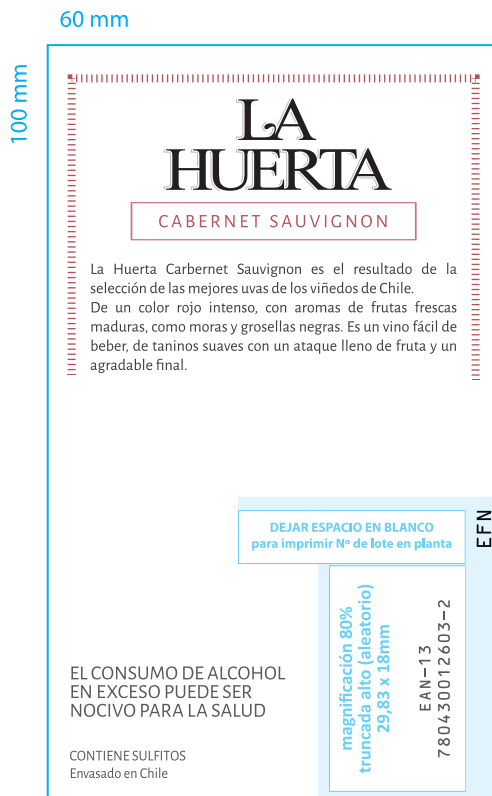 60 mm
100 mm
LA
HUERTA
CABERNET SAUVIGNON
La Huerta Carbernet Sauvignon es el resultado de la
selección de las mejores uvas de los viñedos de Chile.
De un color rojo intenso, con aromas de frutas frescas
maduras, como moras y grosellas negras. Es un vino fácil de
beber, de taninos suaves con un ataque lleno de fruta y un
agradable final.
DEJAR ESPACIO EN BLANCO
para imprimir Nº de lote en planta
EFN
magnificación 80%
truncada alto (aleatorio)
29,83 x 18mm
EAN-13
780430012603-2
EL CONSUMO DE ALCOHOL
EN EXCESO PUEDE SER
NOCIVO PARA LA SALUD
CONTIENE SULFITOS
Envasado en Chile